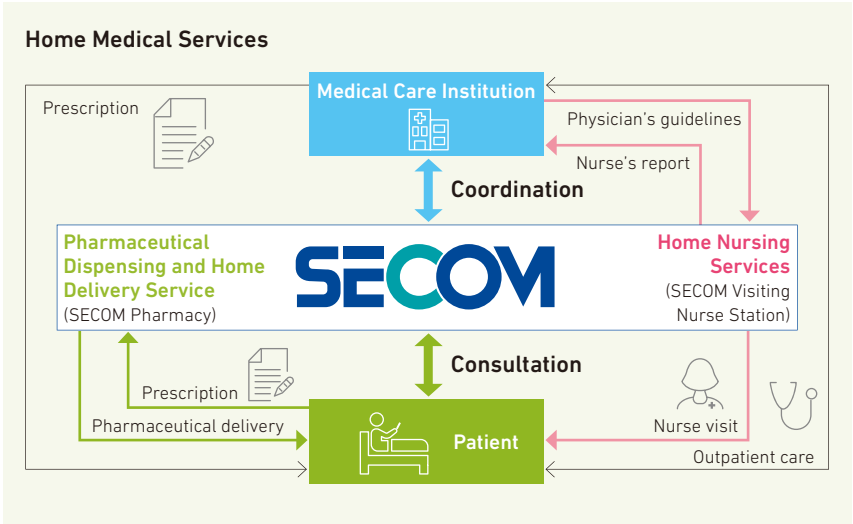 Home Medical Services
Medical Care Institution
Prescription
Physician's guidelines
Nurse's report
Coordination
Pharmaceutical
Dispensing and Home
Delivery Service
(SECOM Pharmacy)
SECOM
Home Nursing
Services
(SECOM Visiting
Nurse Station)
Consultation
Prescription
Pharmaceutical delivery
Patient
Nurse visit
Outpatient care